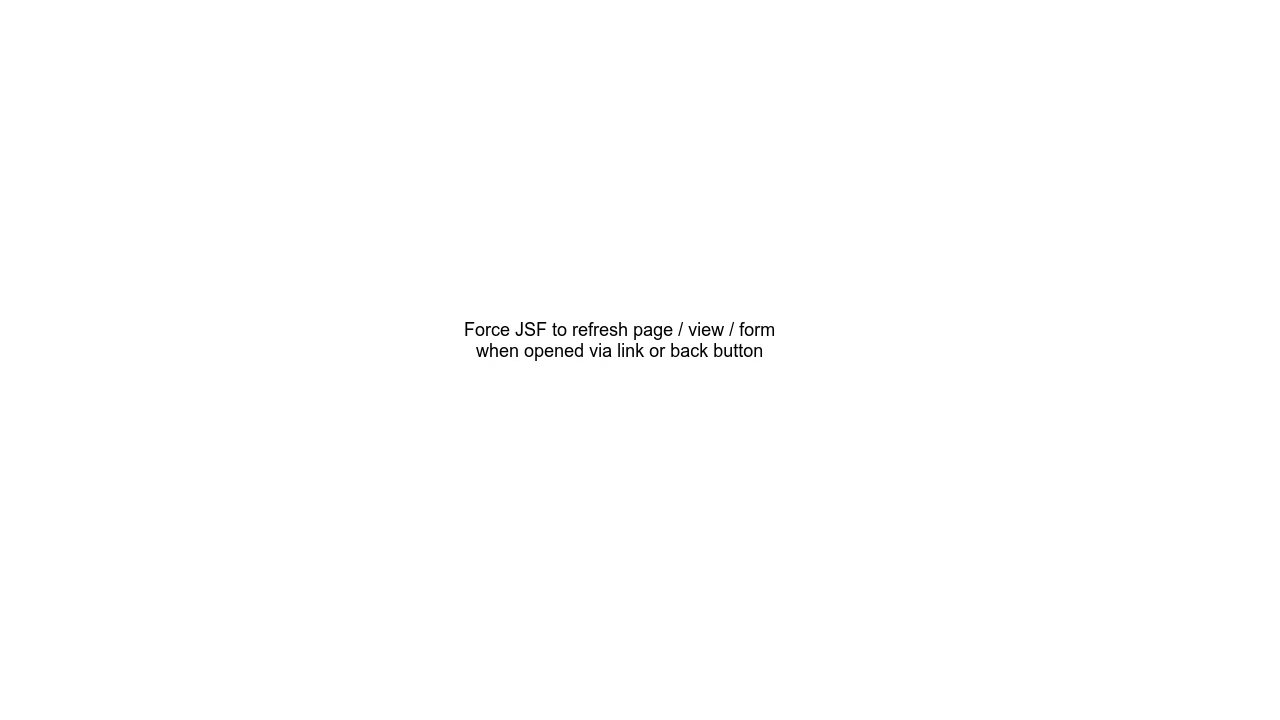 Force JSF to refresh page / view / form
when opened via link or back button